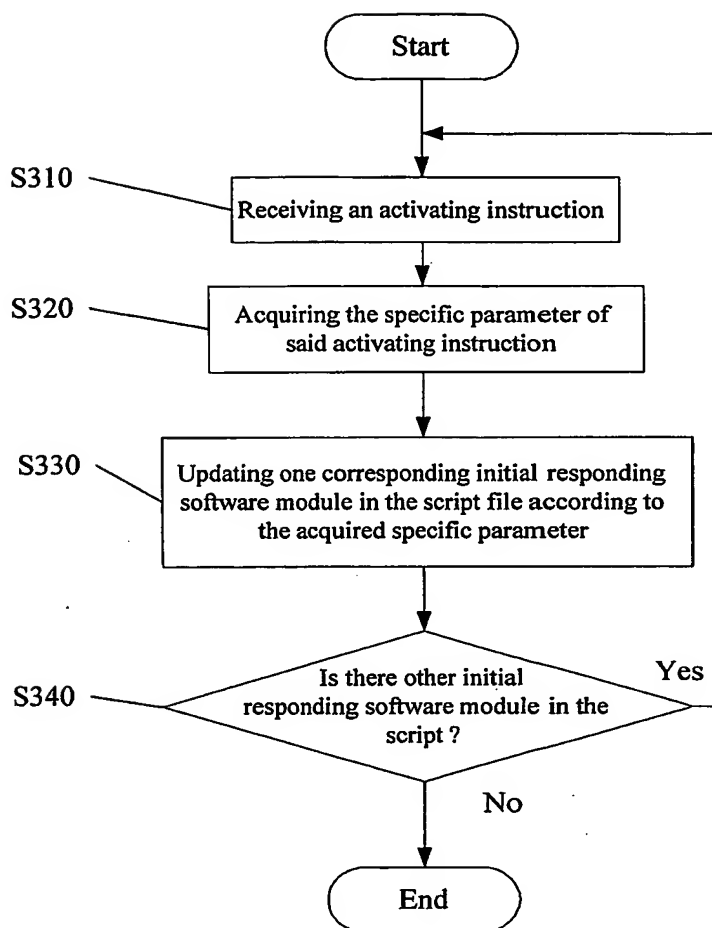 Start
S310
Receiving an activating instruction
S320
Acquiring the specific parameter of
said activating instruction
S330
Updating one corresponding initial responding
software module in the script file according to
the acquired specific parameter
S340
Is there other initial
responding software module in the
script ?
Yes
No
End